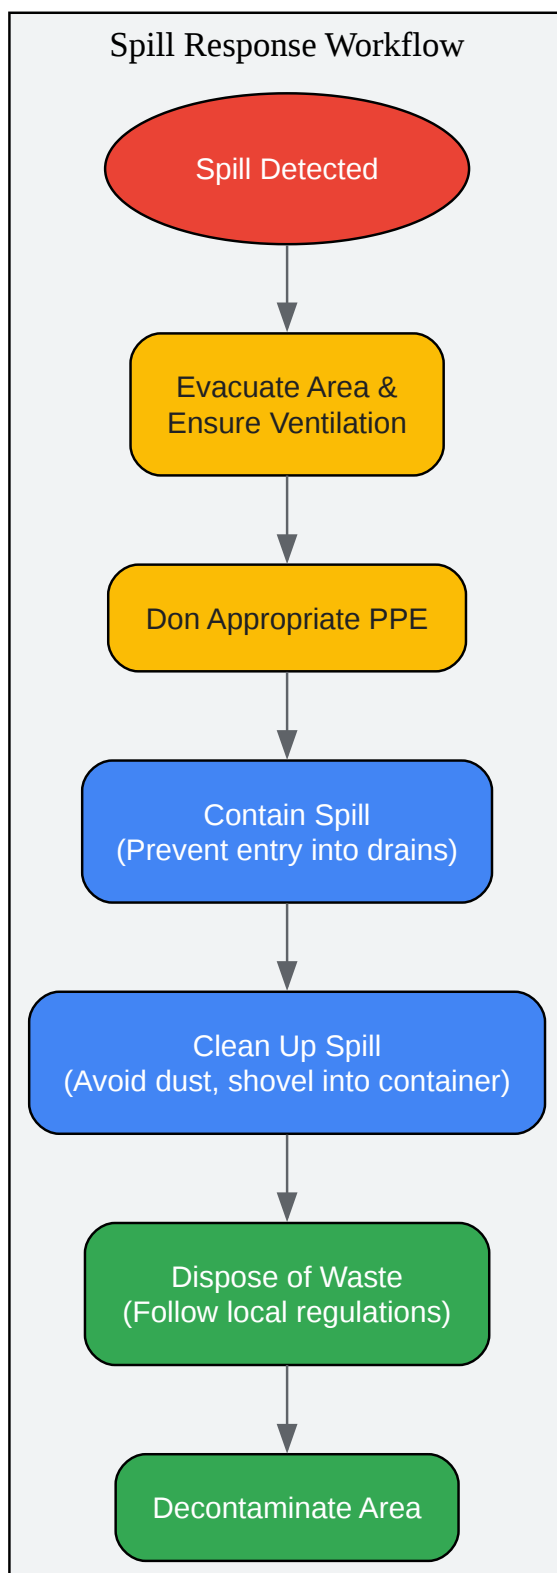 Spill Response Workflow
Spill Detected
Evacuate Area &
Ensure Ventilation
Don Appropriate PPE
Contain Spill
(Prevent entry into drains)
Clean Up Spill
(Avoid dust, shovel into container)
Dispose of Waste
(Follow local regulations)
Decontaminate Area